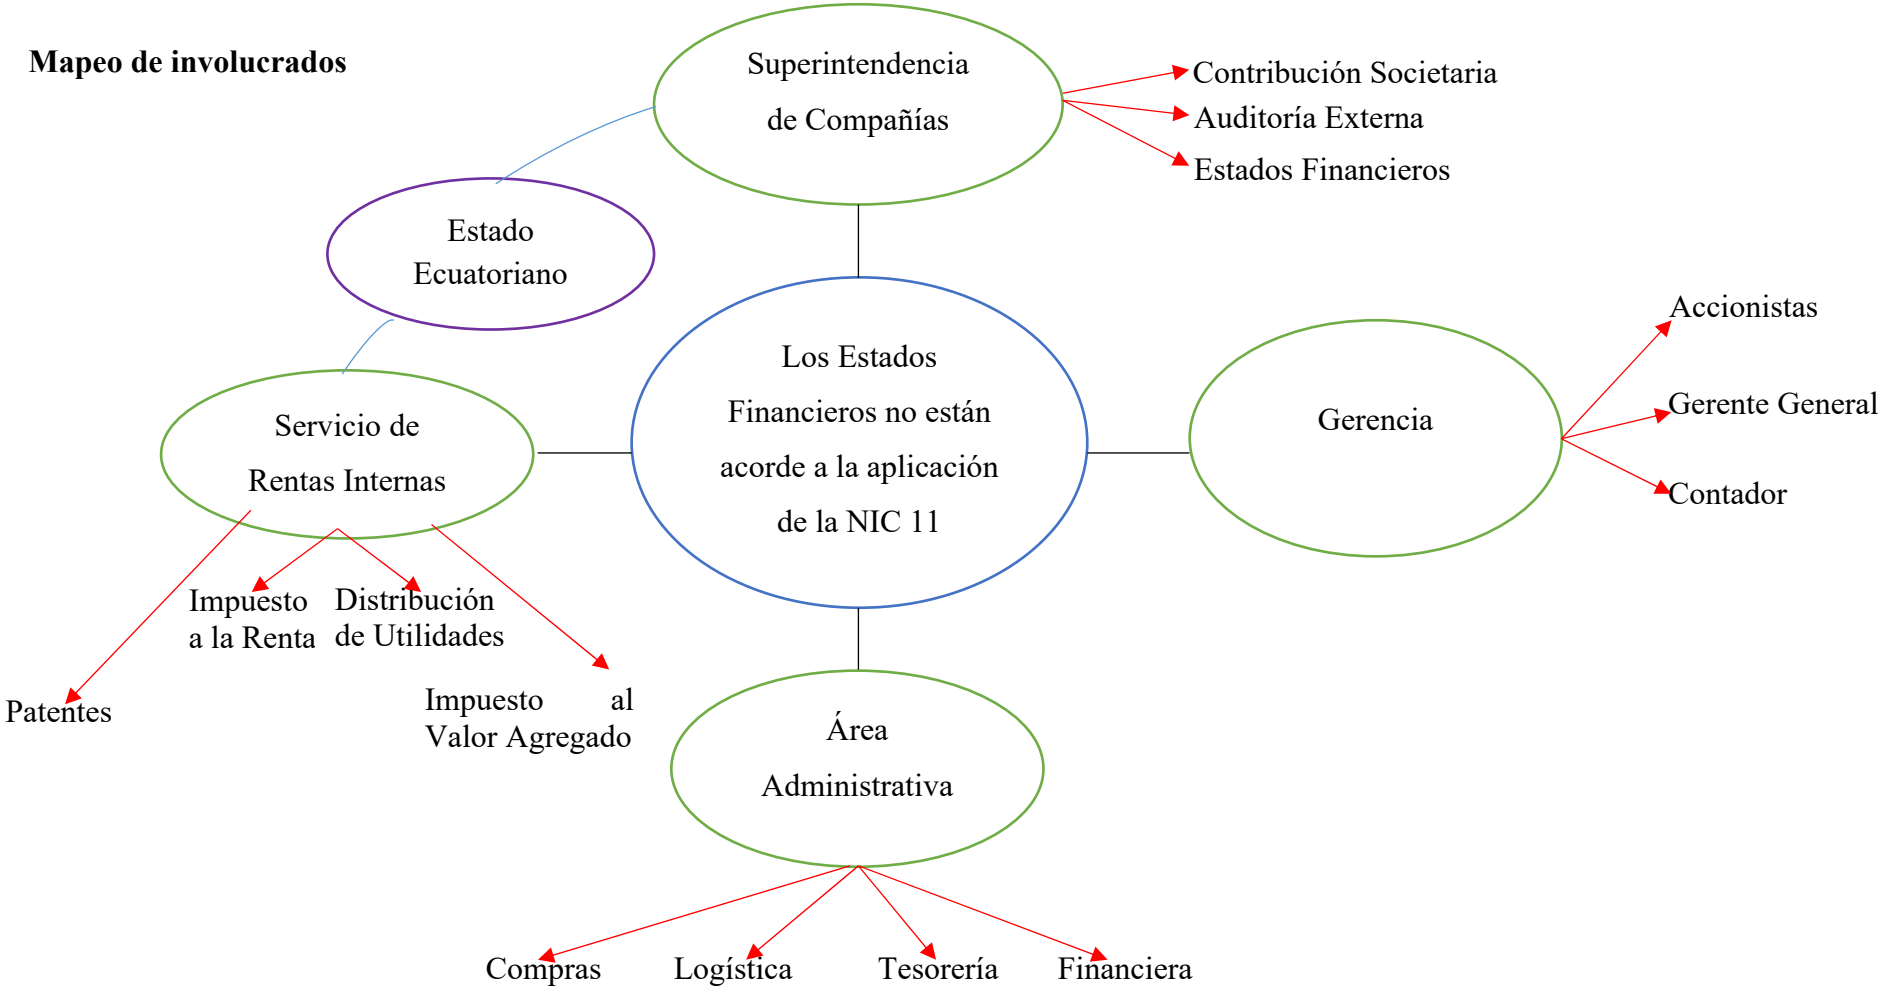 Mapeo de involucrados
Superintendencia
de Compañías
Contribución Societaria
Auditoría Externa
Estados Financieros
Estado
Ecuatoriano
Los Estados
Financieros no están
acorde a la aplicación
de la NIC 11
Accionistas
Gerente General
Contador
Gerencia
Servicio de
Rentas Internas
Impuesto
a la Renta
Distribución
de Utilidades
Patentes
Impuesto al
Valor Agregado
Área
Administrativa
Compras
Logística
Tesorería
Financiera